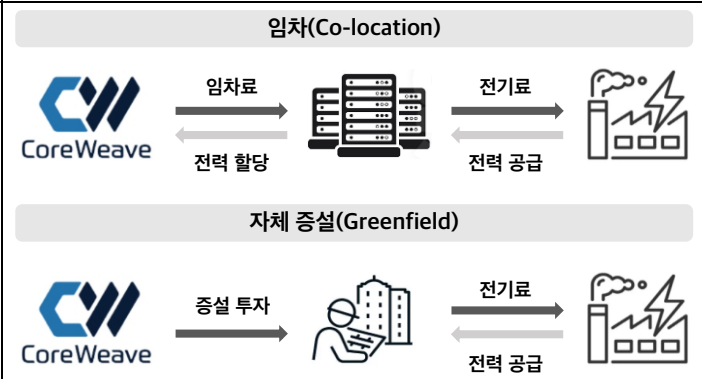 임차(Co-location)
임차료
전기료
CoreWeave
전력 할당
전력 공급
자체 증설(Greenfield)
증설 투자
전기료
CoreWeave
전력 공급